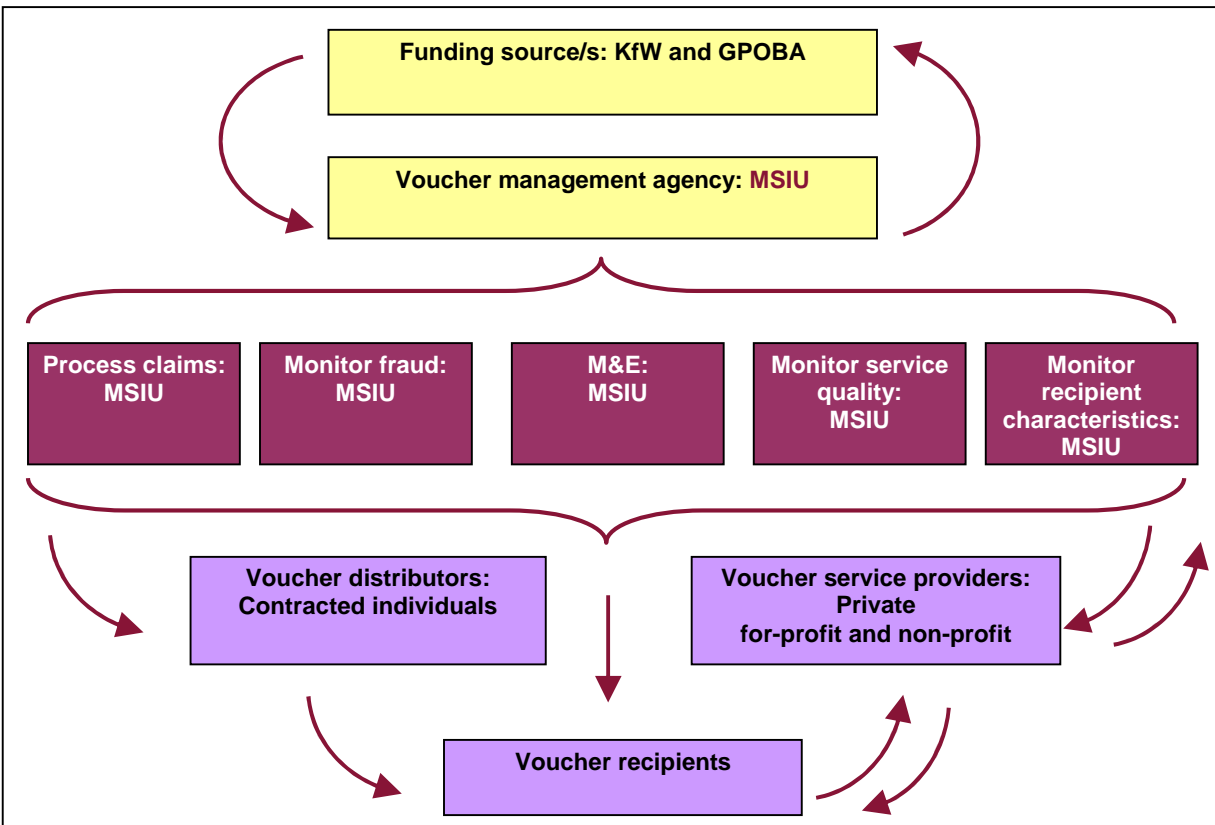 Funding source/s: KfW and GPOBA
Voucher management agency: MSIU
Process claims:
MSIU
Monitor fraud:
MSIU
M&E:
MSIU
Monitor service
quality:
MSIU
Monitor
recipient
characteristics:
MSIU
Voucher distributors:
Contracted individuals
Voucher service providers:
Private
for-profit and non-profit
Voucher recipients